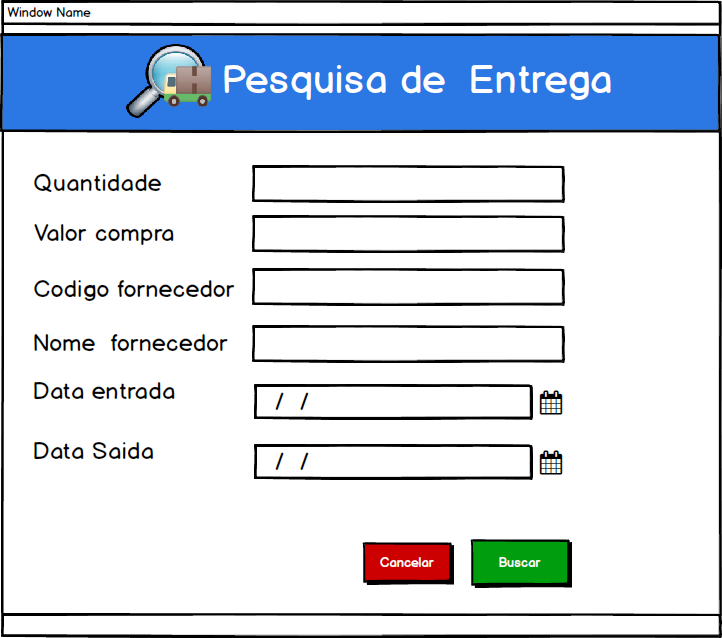 Window Name
Pesquisa de Entrega
Quantidade
Valor compra
Codigo fornecedor
Nome fornecedor
Data entrada
/ /
Data Saida
/ /
Cancelar
Buscar